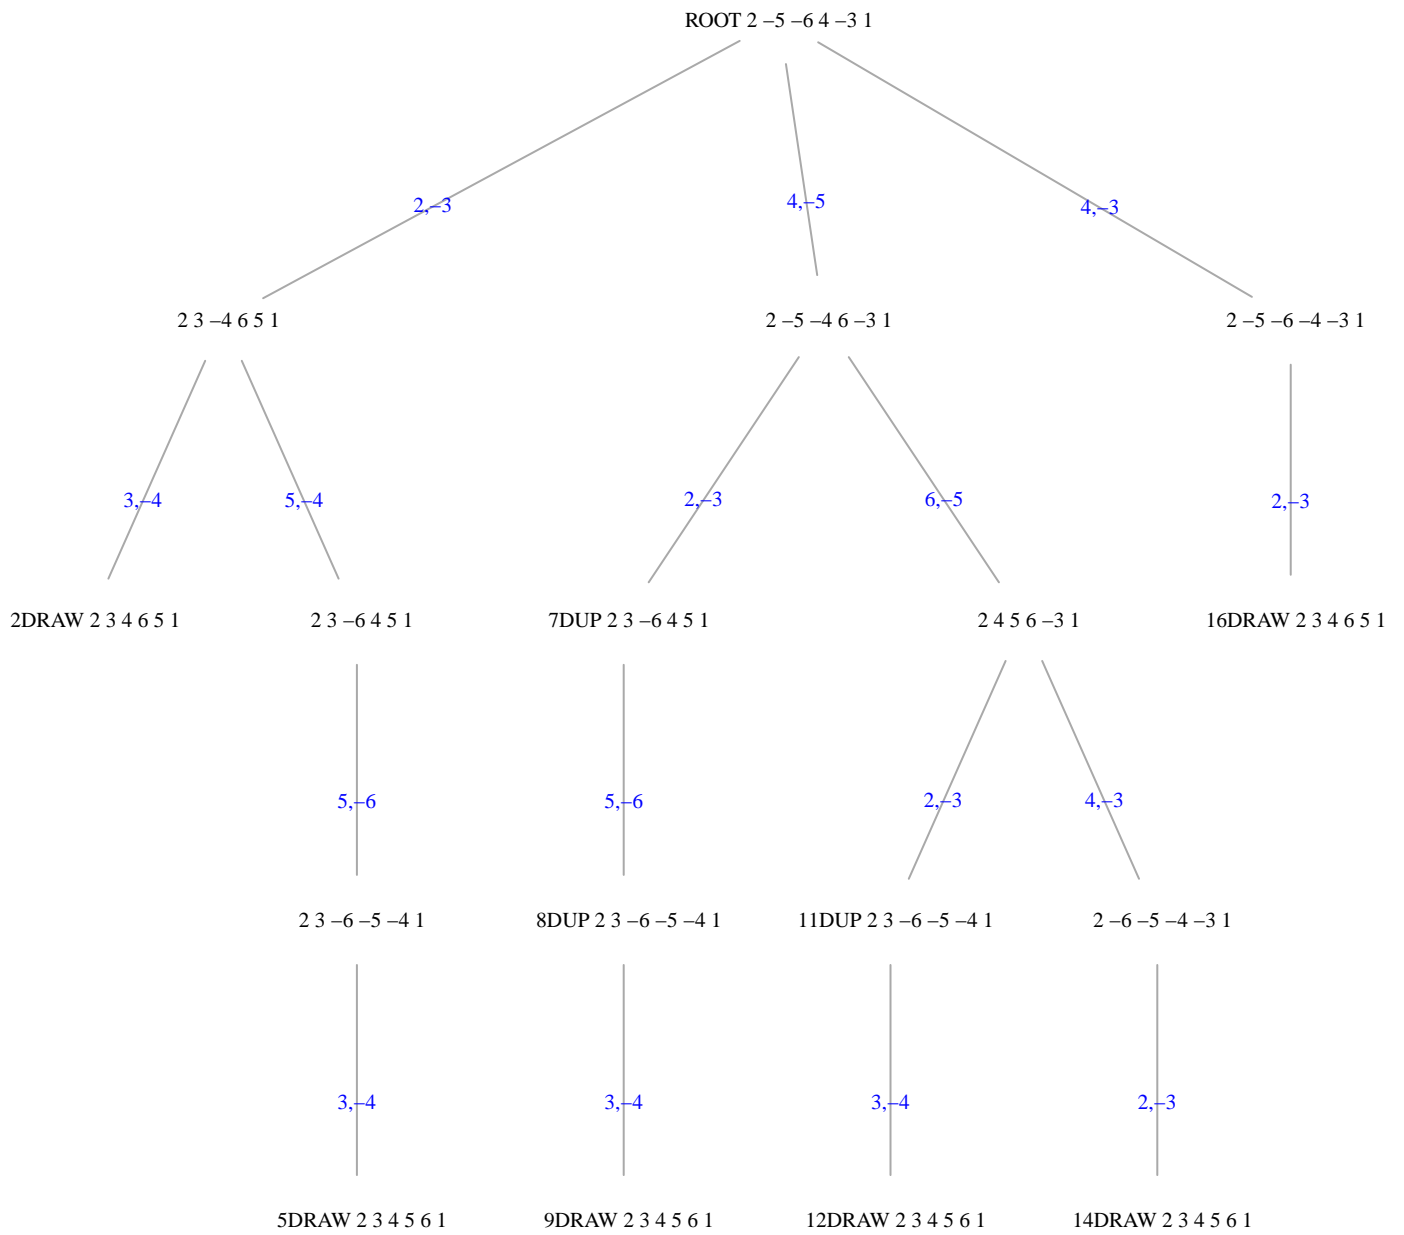 ROOT 2 –5 –6 4 –3 1
2,–3
4,–5
4,–3
2 3 –4 6 5 1
2 –5 –4 6 –3 1
2 –5 –6 –4 –3 1
3,–4
5,–4
2,–3
6,–5
2,–3
2DRAW 2 3 4 6 5 1
2 3 –6 4 5 1
7DUP 2 3 –6 4 5 1
2 4 5 6 –3 1
16DRAW 2 3 4 6 5 1
5,–6
5,–6
2,–3
4,–3
2 3 –6 –5 –4 1
8DUP 2 3 –6 –5 –4 1
11DUP 2 3 –6 –5 –4 1
2 –6 –5 –4 –3 1
3,–4
3,–4
3,–4
2,–3
5DRAW 2 3 4 5 6 1
9DRAW 2 3 4 5 6 1
12DRAW 2 3 4 5 6 1
14DRAW 2 3 4 5 6 1